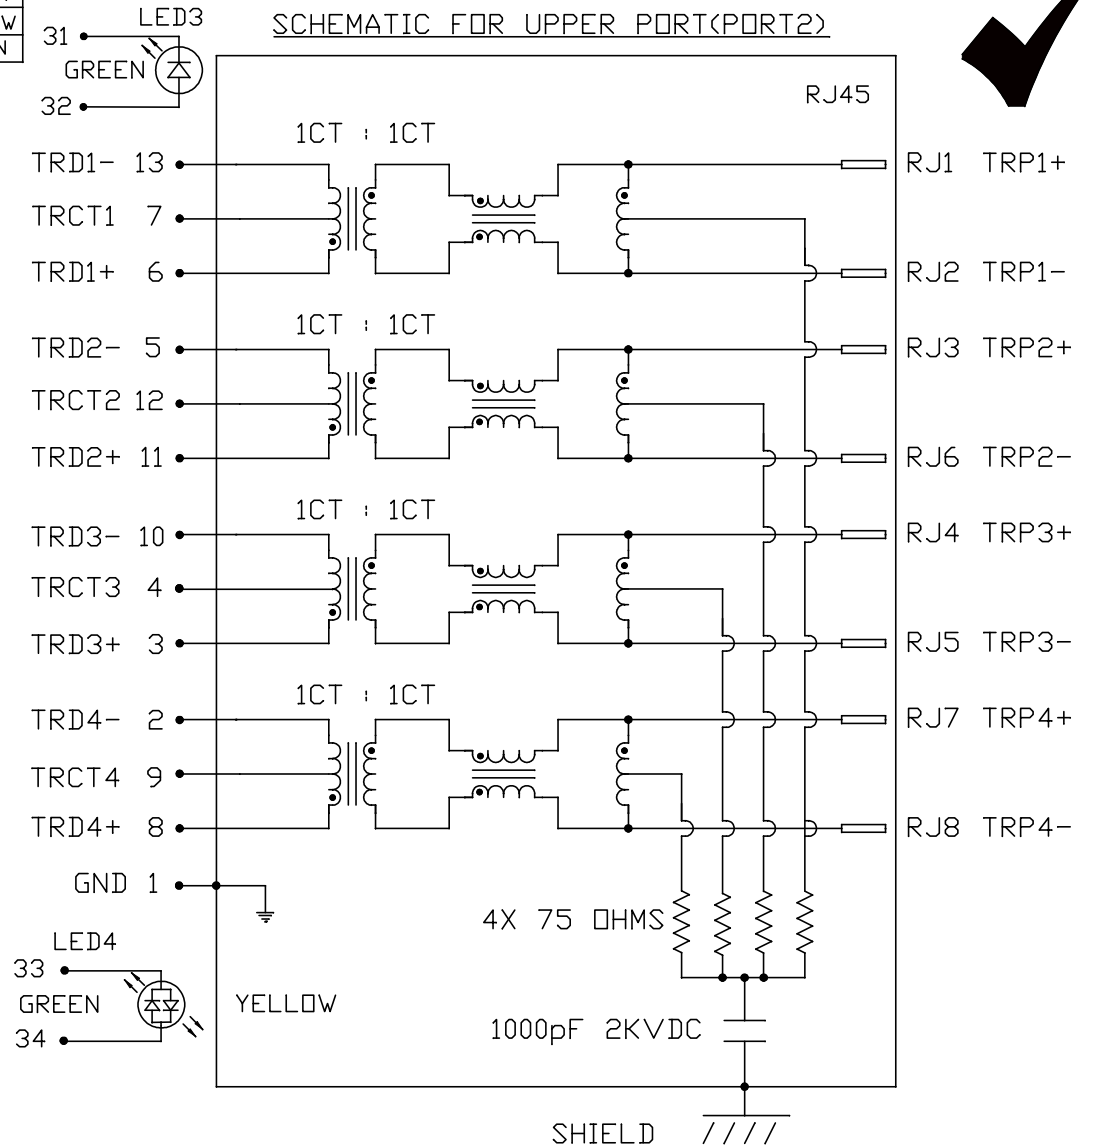 W
N
SCHEMATIC FOR UPPER PORT(PORT2)
LED3
31
GREEN
32
RJ45
1CT : 1CT
TRD1- 13
RJ1 TRP1+
TRCT1 7
TRD1+ 6
RJ2 TRP1-
1CT : 1CT
TRD2- 5
RJ3 TRP2+
TRCT2 12
TRD2+ 11
RJ6 TRP2-
1CT : 1CT
TRD3- 10
RJ4 TRP3+
TRCT3 4
TRD3+ 3
RJ5 TRP3-
1CT : 1CT
TRD4- 2
RJ7 TRP4+
TRCT4 9
TRD4+ 8
RJ8 TRP4-
GND 1
4X 75 OHMS
LED4
33
GREEN
YELLOW
34
1000pF 2KVDC
SHIELD